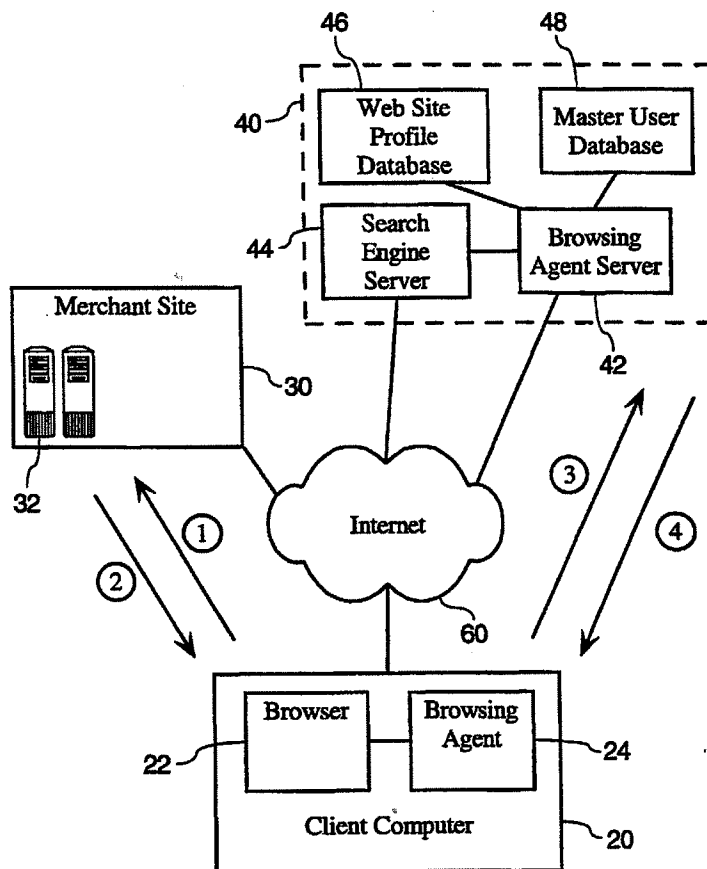 46
48
40
Web Site
Profile
Database
Master User
Database
44
Search
Engine
Server
Browsing
Agent Server
42
Merchant Site
30
32
Internet
60
1
2
3
4
Browser
Browsing
Agent
22
24
Client Computer
20